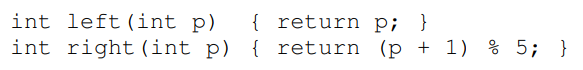 int left(int p)  { return p; }
int right(int p) { return (p + 1) % 5; }